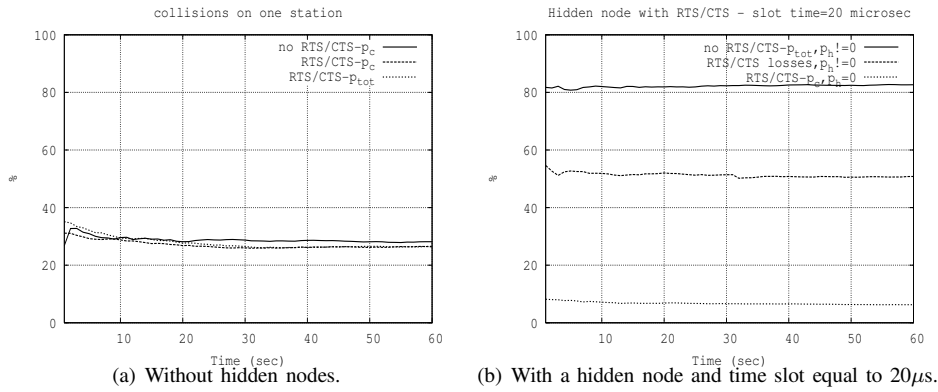 collisions on one station
100
80
60
40
20
0
%
10 20 30 40 50 60
Time (sec)
no RTS/CTS-p_c
RTS/CTS-p_c
RTS/CTS-p_tot
(a) Without hidden nodes.
Hidden node with RTS/CTS - slot time=20 microsec
100
80
60
40
20
0
%
10 20 30 40 50 60
Time (sec)
no RTS/CTS-p_tot,p_h!=0
RTS/CTS losses,p_h!=0
RTS/CTS-p_c,p_h=0
(b) With a hidden node and time slot equal to 20μs.